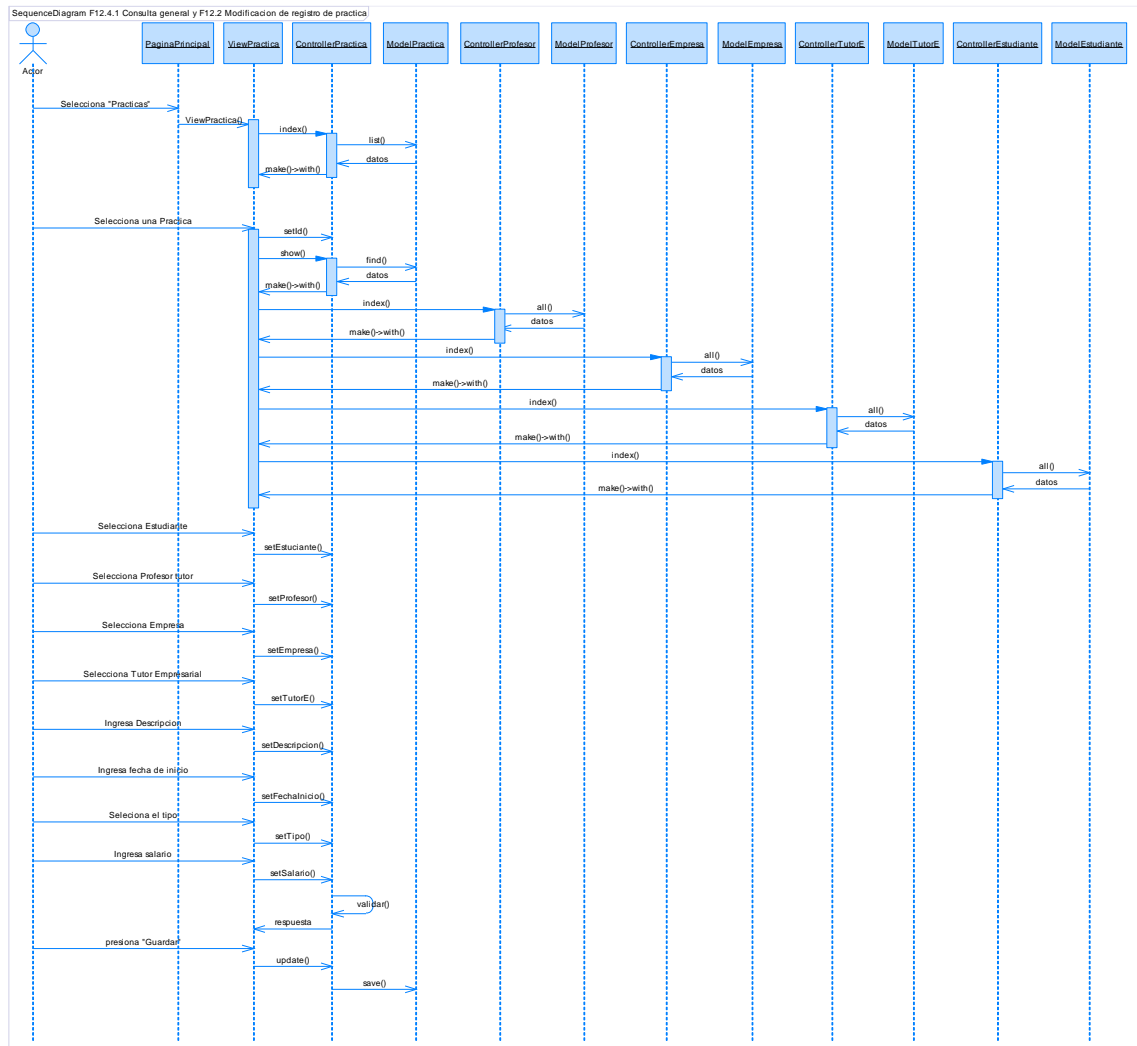 SequenceDiagram F12.4.1 Consulta general y F12.2 Modificacion de registro de practica
Actor
PaginaPrincipal
ViewPractica
ControllerPractica
ModelPractica
ControllerProfesor
ModelProfesor
ControllerEmpresa
ModelEmpresa
ControllerTutorE
ModelTutorE
ControllerEstudiante
ModelEstudiante
Selecciona "Practicas"
ViewPractica()
index()
list()
datos
make()->with()
Selecciona una Practica
setId()
show()
find()
datos
make()->with()
index()
all()
datos
make()->with()
index()
all()
datos
make()->with()
index()
all()
datos
make()->with()
index()
all()
datos
make()->with()
Selecciona Estudiante
setEstuciante()
Selecciona Profesor tutor
setProfesor()
Selecciona Empresa
setEmpresa()
Selecciona Tutor Empresarial
setTutorE()
Ingresa Descripcion
setDescripcion()
Ingresa fecha de inicio
setFechaInicio()
Seleciona el tipo
setTipo()
Ingresa salario
setSalario()
validar()
respuesta
presiona "Guardar"
update()
save()